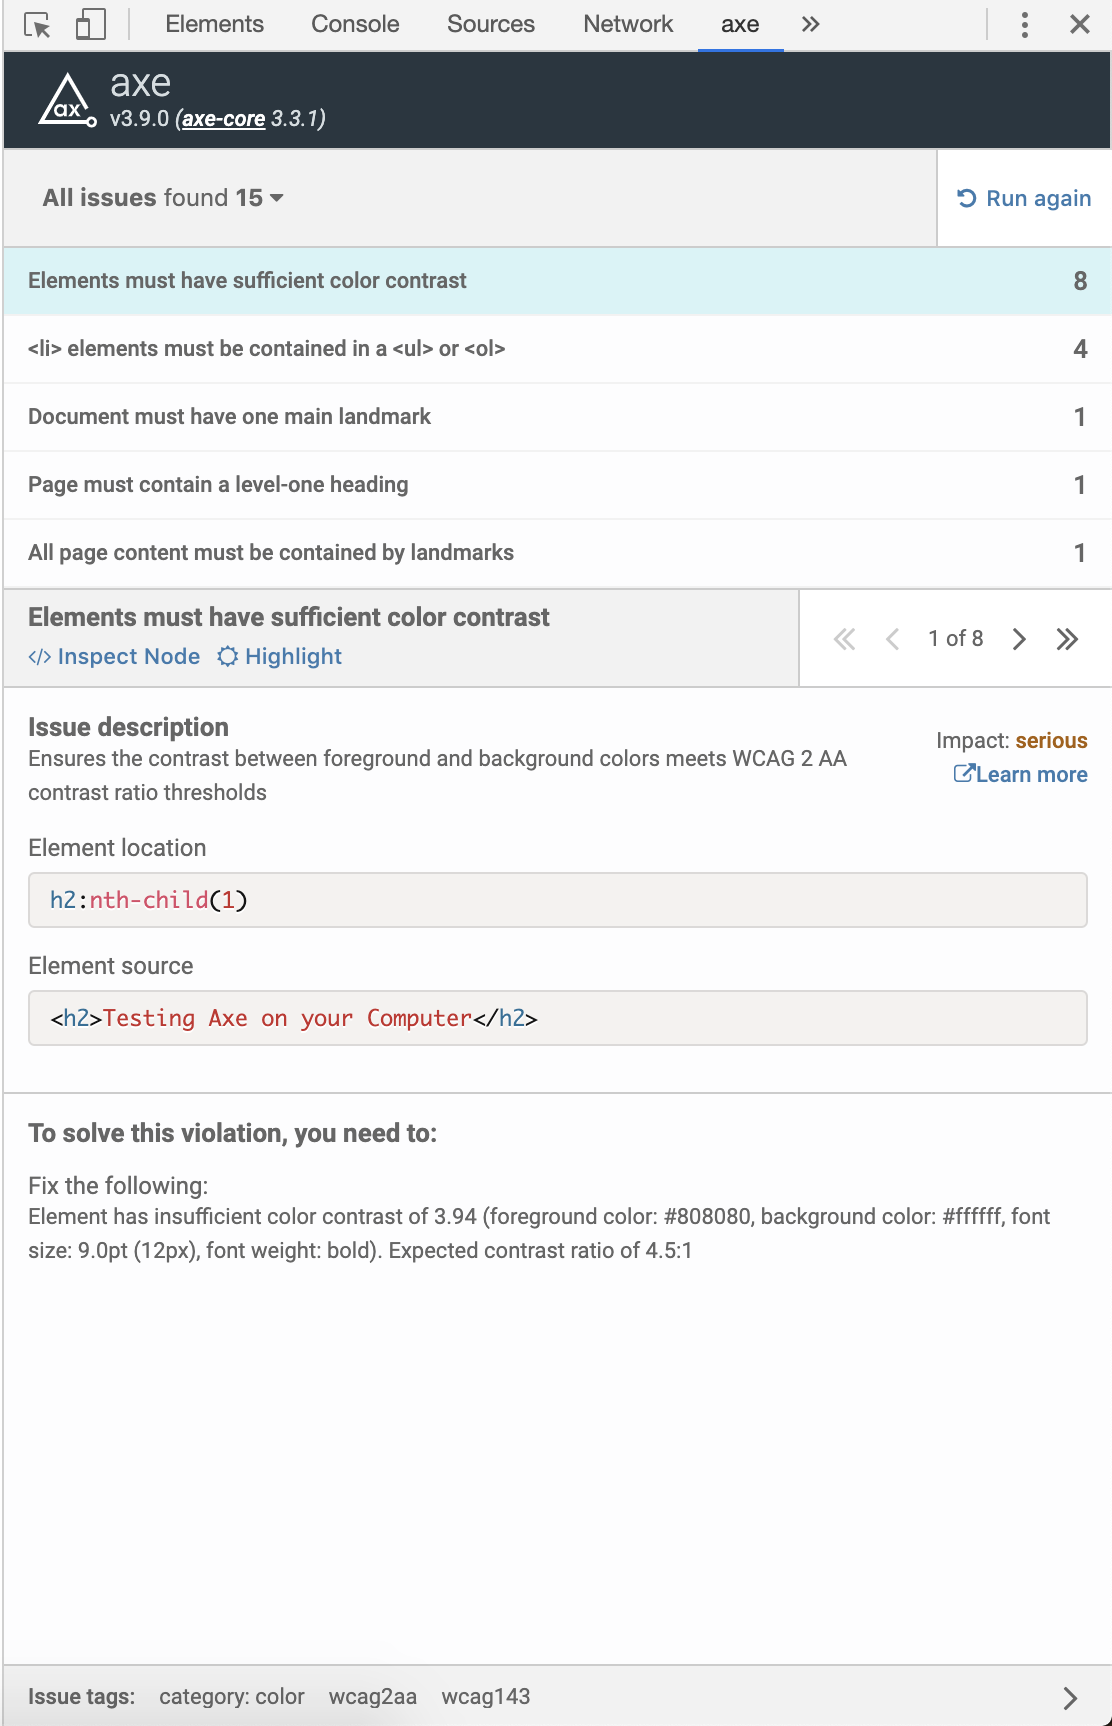 Elements Console Sources Network axe
axe
v3.9.0 (axe-core 3.3.1)
All issues found 15
Run again
Elements must have sufficient color contrast 8
<li> elements must be contained in a <ul> or <ol> 4
Document must have one main landmark 1
Page must contain a level-one heading 1
All page content must be contained by landmarks 1
Elements must have sufficient color contrast
</> Inspect Node Highlight
1 of 8
Issue description
Ensures the contrast between foreground and background colors meets WCAG 2 AA
contrast ratio thresholds
Impact: serious
Learn more
Element location
h2:nth-child(1)
Element source
<h2>Testing Axe on your Computer</h2>
To solve this violation, you need to:
Fix the following:
Element has insufficient color contrast of 3.94 (foreground color: #808080, background color: #ffffff, font
size: 9.0pt (12px), font weight: bold). Expected contrast ratio of 4.5:1
Issue tags: category: color wcag2aa wcag143